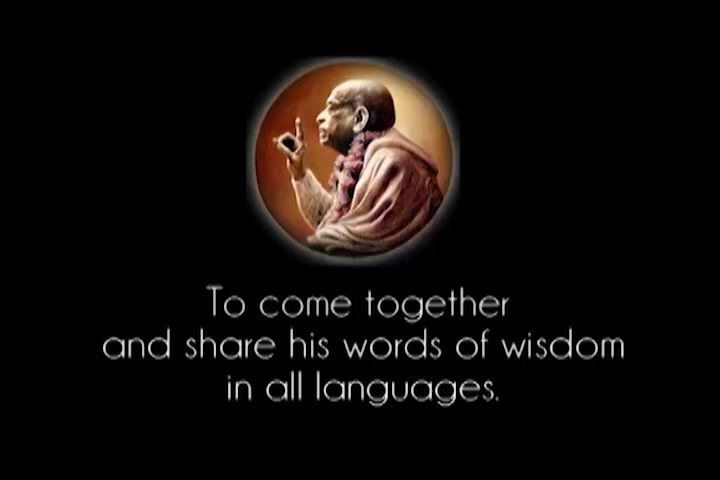 To come together
and share his words of wisdom
in all languages.